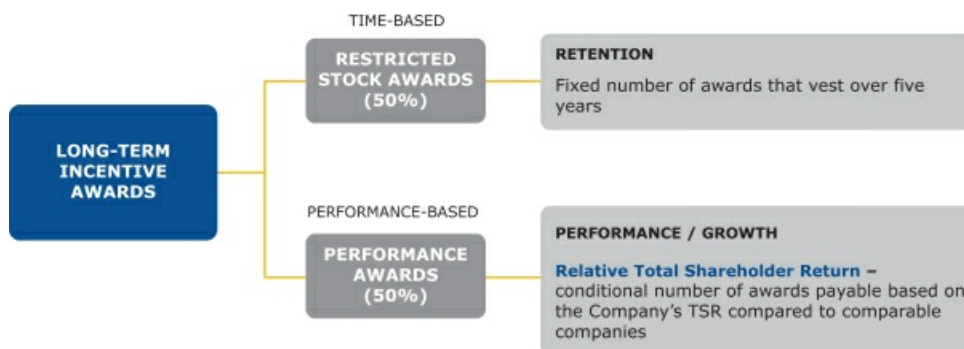 TIME-BASED
RESTRICTED
STOCK AWARDS
(50%)
RETENTION
Fixed number of awards that vest over five
years
LONG-TERM
INCENTIVE
AWARDS
PERFORMANCE-BASED
PERFORMANCE
AWARDS
(50%)
PERFORMANCE / GROWTH
Relative Total Shareholder Return –
conditional number of awards payable based on
the Company’s TSR compared to comparable
companies